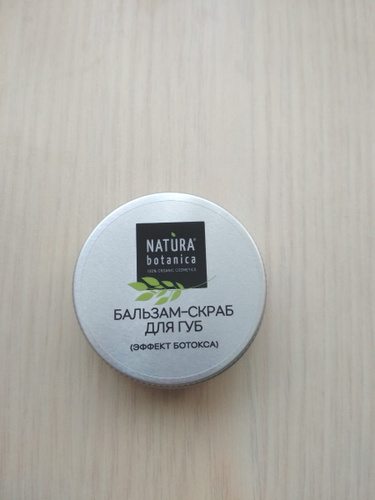 NATURA
botanica
100% ORGANIC COSMETICS
БАЛЬЗАМ-СКРАБ
ДЛЯ ГУБ
(ЭФФЕКТ БОТОКСА)